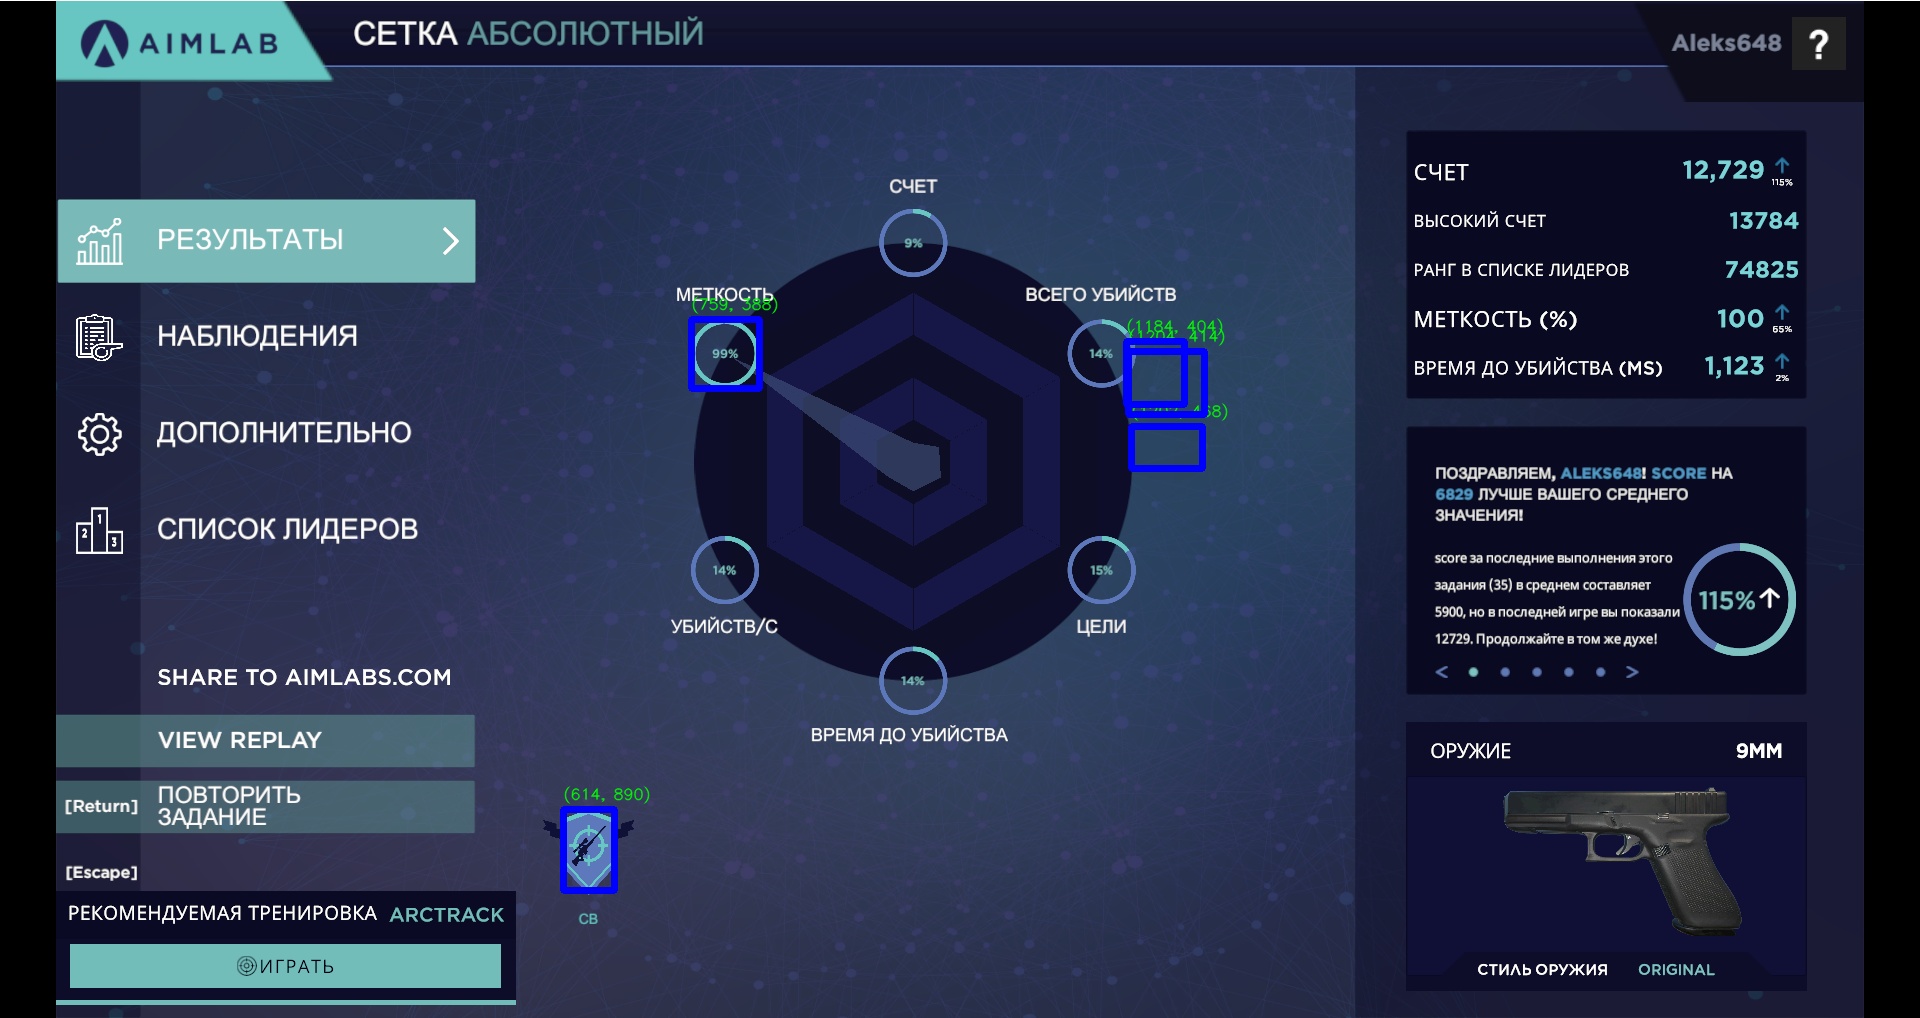 AIMLAB
СЕТКА АБСОЛЮТНЫЙ
Aleks648
?
РЕЗУЛЬТАТЫ
НАБЛЮДЕНИЯ
ДОПОЛНИТЕЛЬНО
1
2
3
СПИСОК ЛИДЕРОВ
SHARE TO AIMLABS.COM
VIEW REPLAY
[Return]
ПОВТОРИТЬ
ЗАДАНИЕ
[Escape]
РЕКОМЕНДУЕМАЯ ТРЕНИРОВКА ARCTRACK
ИГРАТЬ
СЧЕТ
9%
МЕТКОСТЬ
(759, 388)
99%
ВСЕГО УБИЙСТВ
(1184, 404)
(1204, 414)
14%
468)
14%
УБИЙСТВ/С
15%
ЦЕЛИ
14%
ВРЕМЯ ДО УБИЙСТВА
(614, 890)
СВ
СЧЕТ 12,729
115%
ВЫСОКИЙ СЧЕТ 13784
РАНГ В СПИСКЕ ЛИДЕРОВ 74825
МЕТКОСТЬ (%) 100
65%
ВРЕМЯ ДО УБИЙСТВА (MS) 1,123
2%
ПОЗДРАВЛЯЕМ, ALEKS648! SCORE НА
6829 ЛУЧШЕ ВАШЕГО СРЕДНЕГО
ЗНАЧЕНИЯ!
score за последние выполнения этого
задания (35) в среднем составляет
5900, но в последней игре вы показали
12729. Продолжайте в том же духе!
115%
ОРУЖИЕ 9MM
СТИЛЬ ОРУЖИЯ ORIGINAL